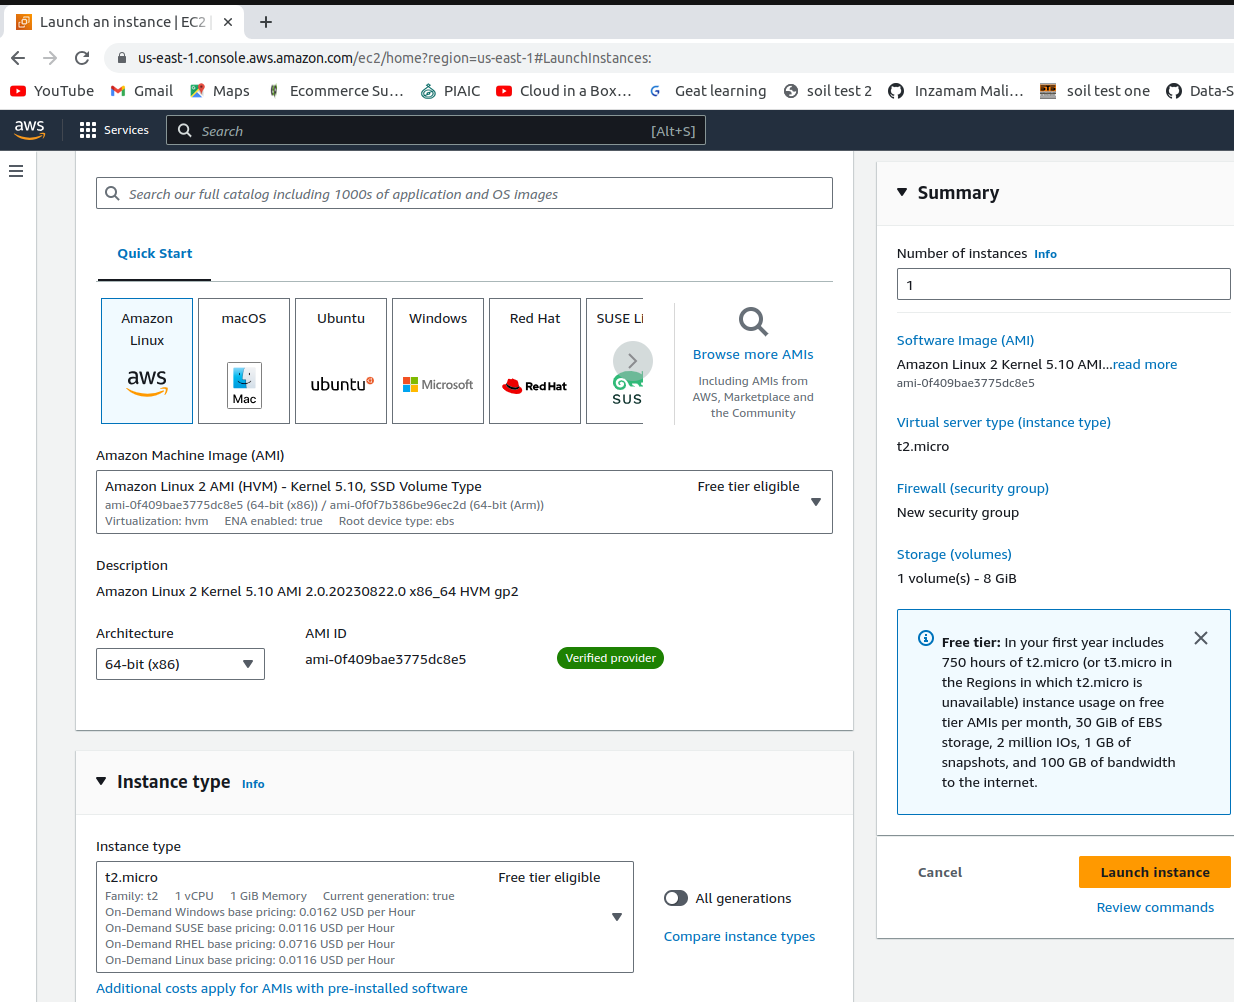 Launch an instance | EC2
us-east-1.console.aws.amazon.com/ec2/home?region=us-east-1#LaunchInstances:
YouTube Gmail Maps Ecommerce Su... PIAIC Cloud in a Box... Geat learning soil test 2 Inzamam Mali... soil test one Data-S
aws Services Search [Alt+S]
Search our full catalog including 1000s of application and OS images
Quick Start
Amazon Linux
aws
macOS
Mac
Ubuntu
ubuntu
Windows
Microsoft
Red Hat
Red Hat
SUSE Li
SUS
Browse more AMIs
Including AMIs from
AWS, Marketplace and
the Community
Amazon Machine Image (AMI)
Amazon Linux 2 AMI (HVM) - Kernel 5.10, SSD Volume Type Free tier eligible
ami-0f409bae3775dc8e5 (64-bit (x86)) / ami-0f0f7b386be96ec2d (64-bit (Arm))
Virtualization: hvm ENA enabled: true Root device type: ebs
Description
Amazon Linux 2 Kernel 5.10 AMI 2.0.20230822.0 x86_64 HVM gp2
Architecture AMI ID
64-bit (x86) ami-0f409bae3775dc8e5 Verified provider
Instance type Info
Instance type
t2.micro Free tier eligible
Family: t2 1 vCPU 1 GiB Memory Current generation: true
On-Demand Windows base pricing: 0.0162 USD per Hour
On-Demand SUSE base pricing: 0.0116 USD per Hour
On-Demand RHEL base pricing: 0.0716 USD per Hour
On-Demand Linux base pricing: 0.0116 USD per Hour
All generations
Compare instance types
Additional costs apply for AMIs with pre-installed software
Summary
Number of instances Info
1
Software Image (AMI)
Amazon Linux 2 Kernel 5.10 AMI...read more
ami-0f409bae3775dc8e5
Virtual server type (instance type)
t2.micro
Firewall (security group)
New security group
Storage (volumes)
1 volume(s) - 8 GiB
Free tier: In your first year includes
750 hours of t2.micro (or t3.micro in
the Regions in which t2.micro is
unavailable) instance usage on free
tier AMIs per month, 30 GiB of EBS
storage, 2 million IOs, 1 GB of
snapshots, and 100 GB of bandwidth
to the internet.
Cancel Launch instance
Review commands